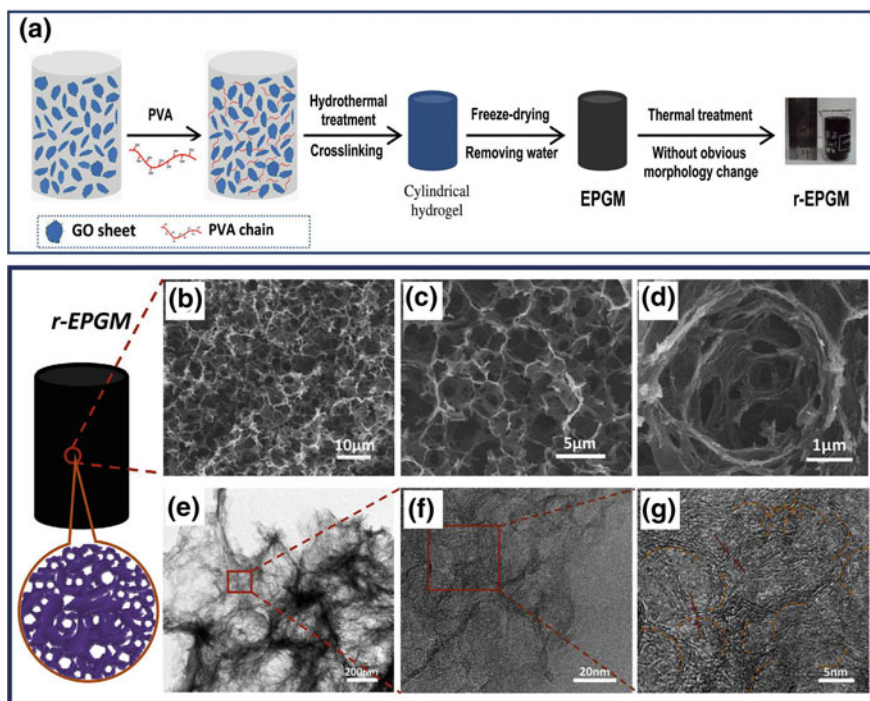 (a)
PVA
Hydrothermal
treatment
Crosslinking
Freeze-drying
Removing water
Thermal treatment
Without obvious
morphology change
Cylindrical
hydrogel
EPGM
r-EPGM
GO sheet
PVA chain
r-EPGM
(b)
10μm
(c)
5μm
(d)
1μm
(e)
200nm
(f)
20nm
(g)
5nm